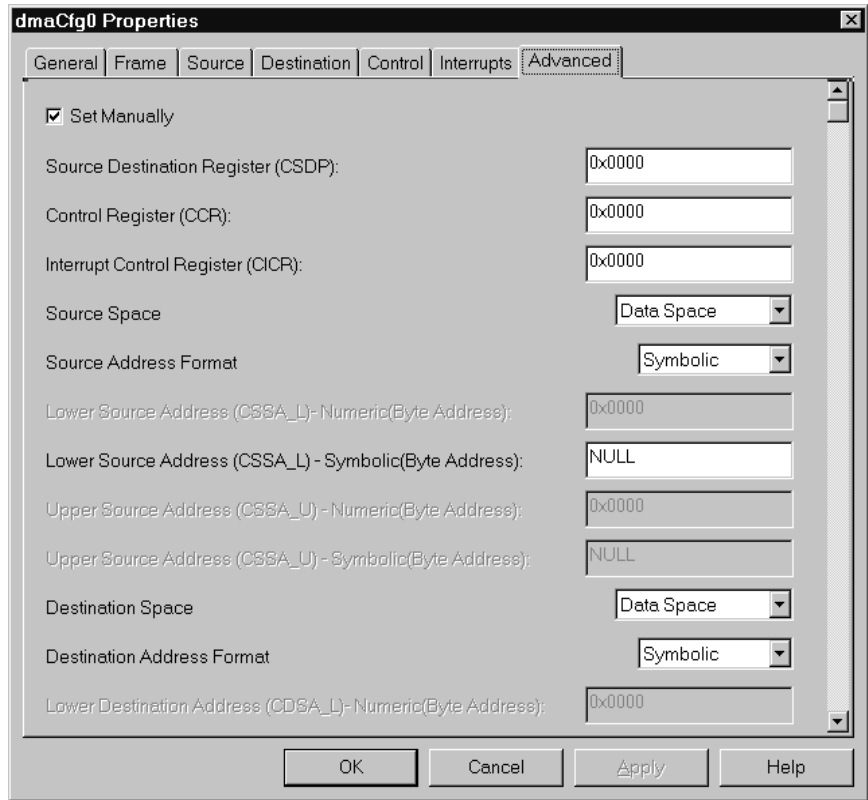 dmaCfg0 Properties
General Frame Source Destination Control Interrupts Advanced
Set Manually
Source Destination Register (CSDP): 0x0000
Control Register (CCR): 0x0000
Interrupt Control Register (CICR): 0x0000
Source Space Data Space
Source Address Format Symbolic
Lower Source Address (CSSA_L)- Numeric(Byte Address): 0x0000
Lower Source Address (CSSA_L) - Symbolic(Byte Address): NULL
Upper Source Address (CSSA_U) - Numeric(Byte Address): 0x0000
Upper Source Address (CSSA_U) - Symbolic(Byte Address): NULL
Destination Space Data Space
Destination Address Format Symbolic
Lower Destination Address (CDSA_L)- Numeric(Byte Address): 0x0000
OK Cancel Apply Help